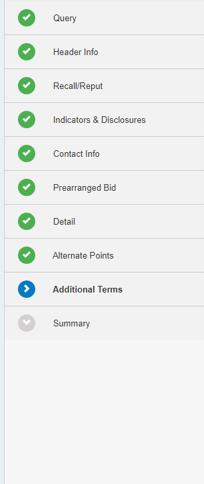 Query
Header Info
Recall/Reput
Indicators & Disclosures
Contact Info
Prearranged Bid
Detail
Alternate Points
Additional Terms
Summary